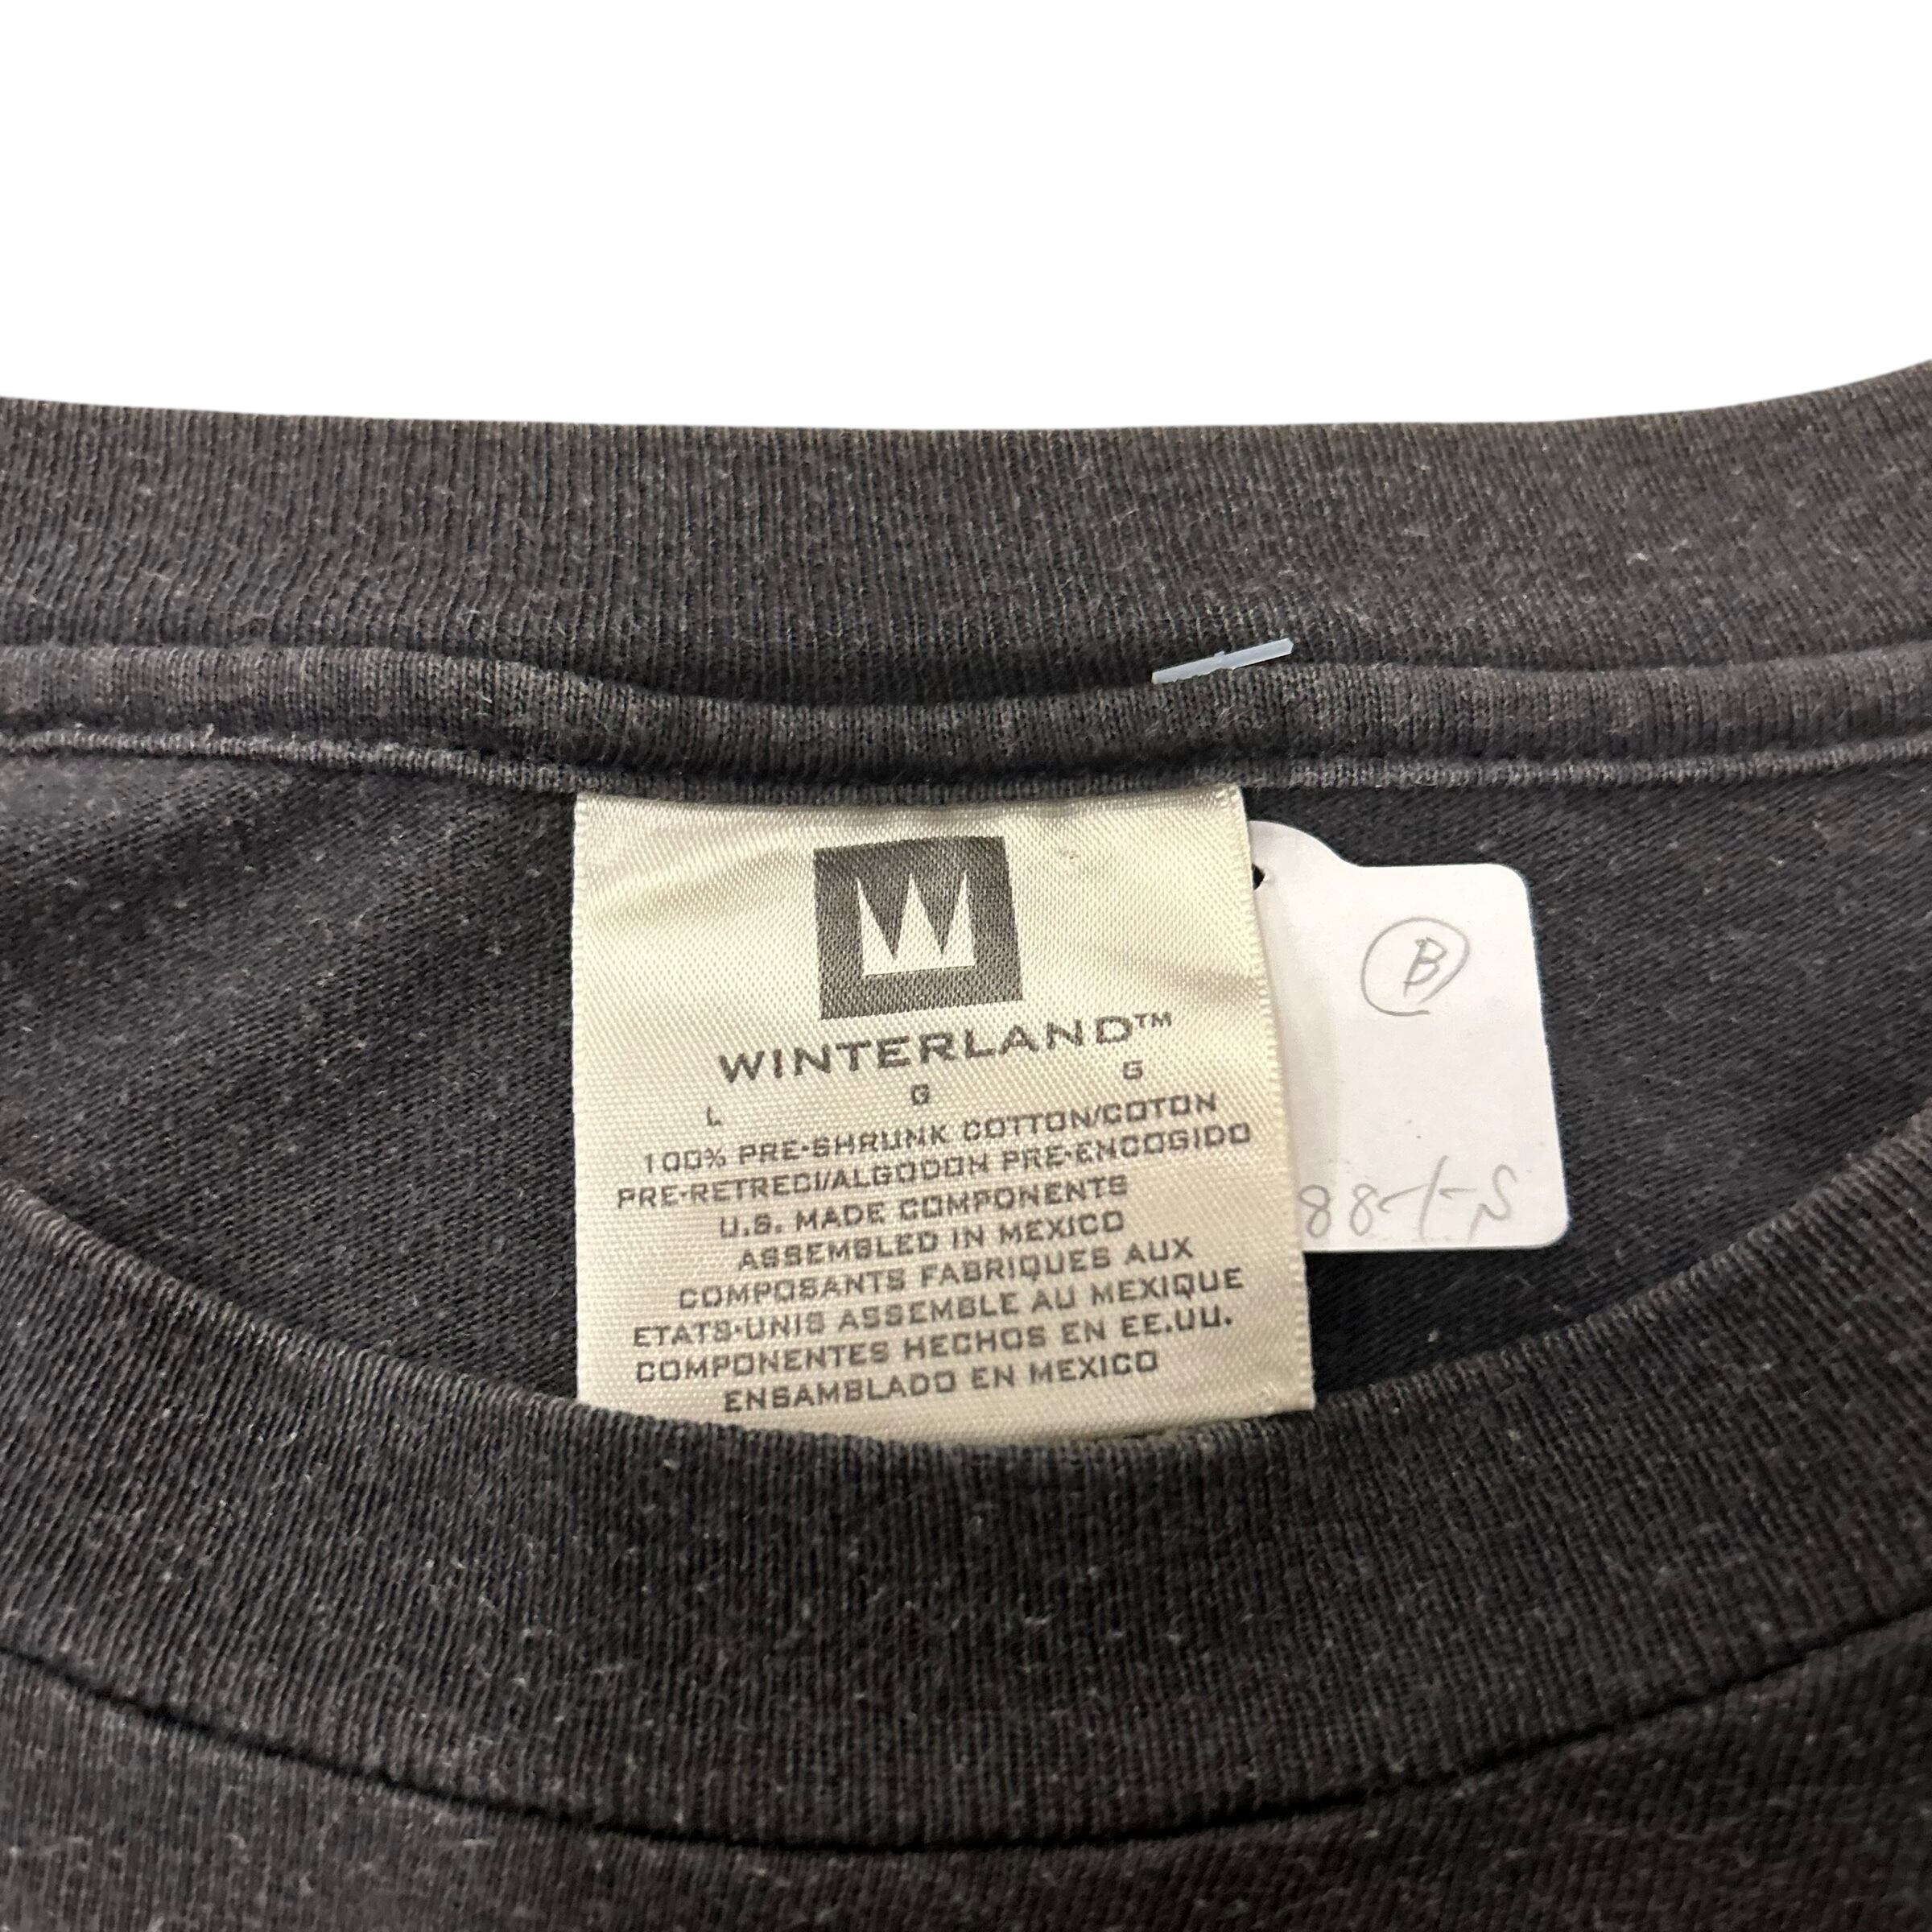 WINTERLAND™
L G G
100% PRE-SHRUNK COTTON/COTON
PRE-RETRECI/ALGODON PRE-ENCOGIDO
U.S. MADE COMPONENTS
ASSEMBLED IN MEXICO
COMPOSANTS FABRIQUES AUX
ETATS-UNIS ASSEMBLE AU MEXIQUE
COMPONENTES HECHOS EN EE.UU.
ENSAMBLADO EN MEXICO
B